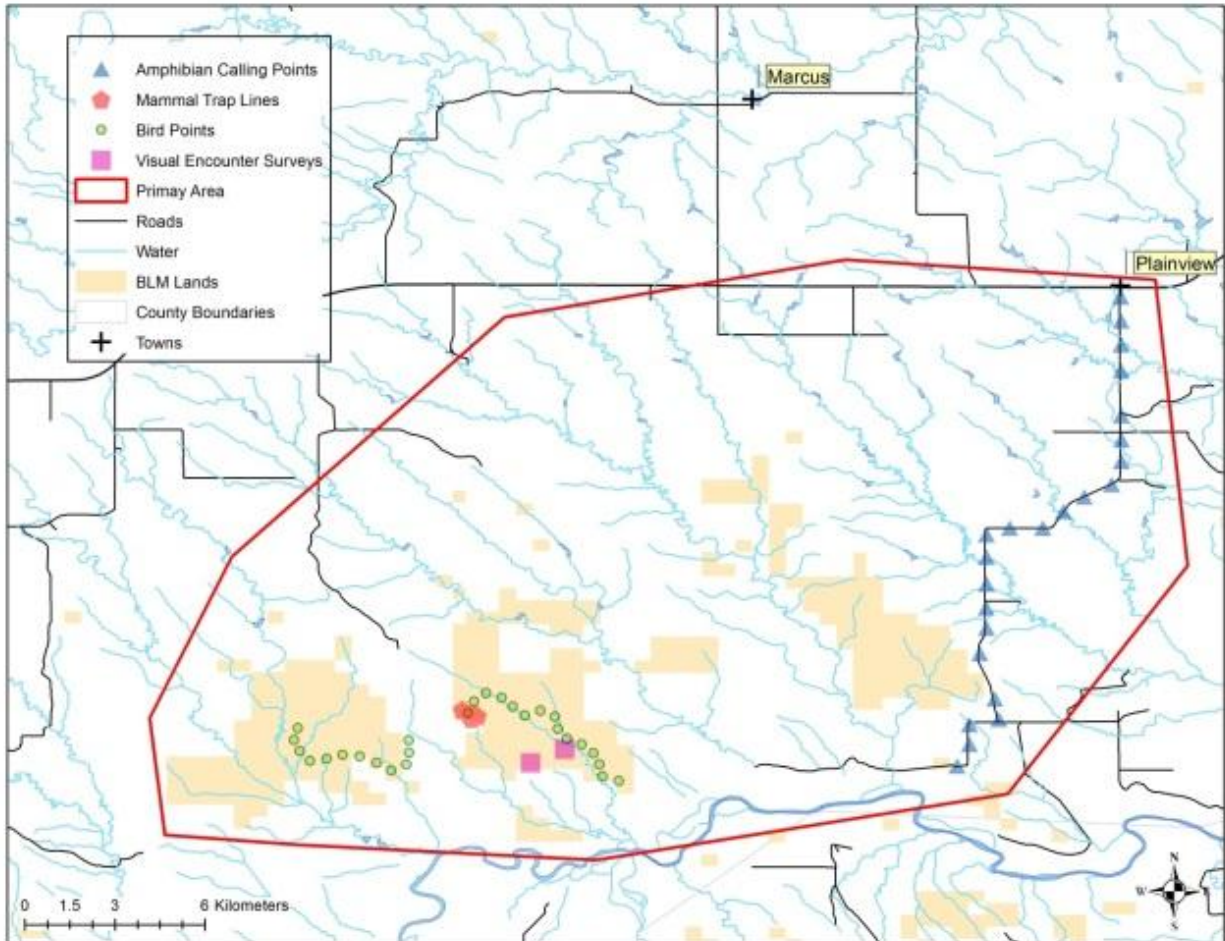 Amphibian Calling Points
Mammal Trap Lines
Bird Points
Visual Encounter Surveys
Primay Area
Roads
Water
BLM Lands
County Boundaries
Towns
Marcus
Plainview
0 1.5 3 6 Kilometers
N
W E
S